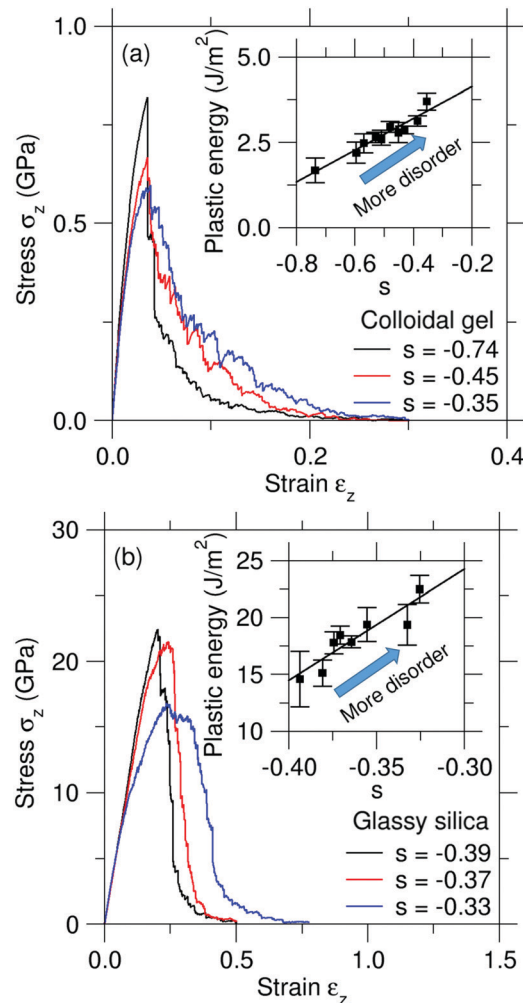 (a)
Stress σz (GPa)
1.0
0.5
0.0
0.0
0.2
0.4
Strain εz
Plastic energy (J/m²)
5.0
2.5
0.0
-0.8
-0.6
-0.4
-0.2
s
More disorder
Colloidal gel
s = -0.74
s = -0.45
s = -0.35
(b)
Stress σz (GPa)
30
20
10
0
0.0
0.5
1.0
1.5
Strain εz
Plastic energy (J/m²)
25
20
15
10
-0.40
-0.35
-0.30
s
More disorder
Glassy silica
s = -0.39
s = -0.37
s = -0.33